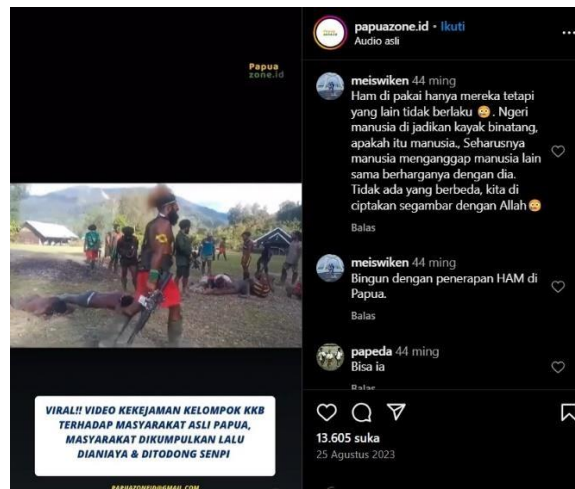 Papua
zone.id
VIRAL!! VIDEO KEKEJAMAN KELOMPOK KKB
TERHADAP MASYARAKAT ASLI PAPUA,
MASYARAKAT DIKUMPULKAN LALU
DIANIAYA & DITODONG SENPI
PAPUAZONEID@GMAIL.COM
papuazone.id • Ikuti
Audio asli
meiswiken 44 ming
Ham di pakai hanya mereka tetapi
yang lain tidak berlaku 😳. Ngeri
manusia di jadikan kayak binatang,
apakah itu manusia., Seharusnya
manusia menganggap manusia lain
sama berharganya dengan dia.
Tidak ada yang berbeda, kita di
ciptakan segambar dengan Allah😳
Balas
meiswiken 44 ming
Bingun dengan penerapan HAM di
Papua.
Balas
papeda 44 ming
Bisa ia
Balas
13.605 suka
25 Agustus 2023